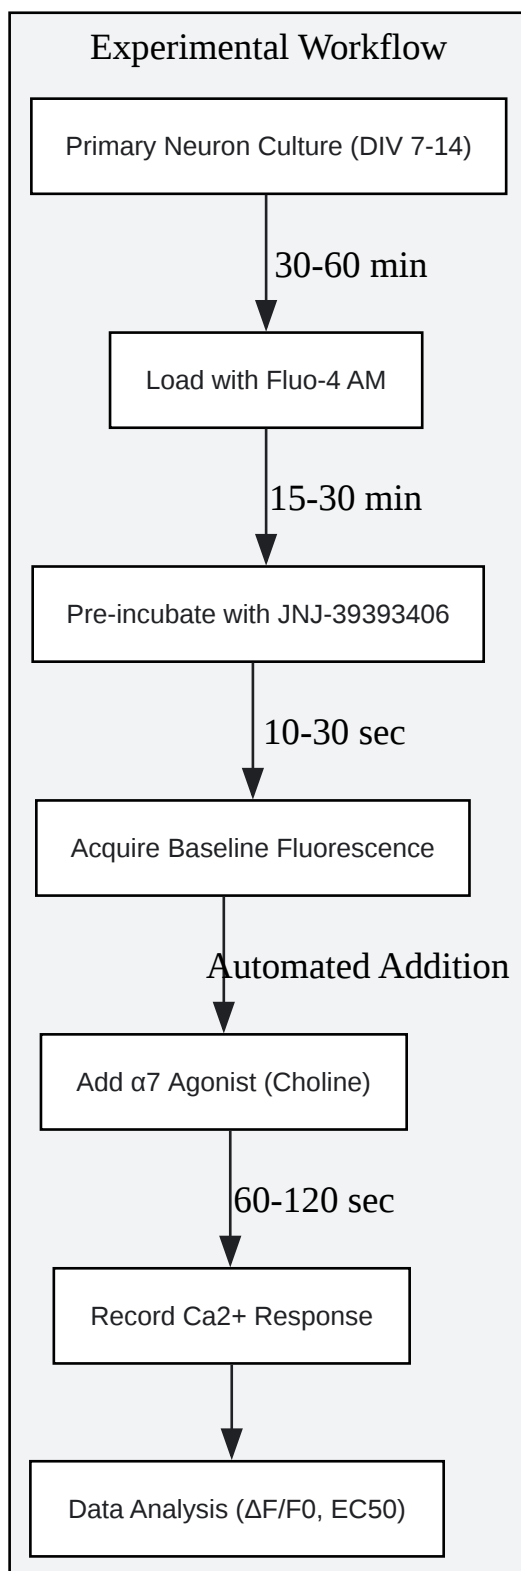 Experimental Workflow
Primary Neuron Culture (DIV 7-14)
30-60 min
Load with Fluo-4 AM
15-30 min
Pre-incubate with JNJ-39393406
10-30 sec
Acquire Baseline Fluorescence
Automated Addition
Add α7 Agonist (Choline)
60-120 sec
Record Ca2+ Response
Data Analysis (ΔF/F0, EC50)